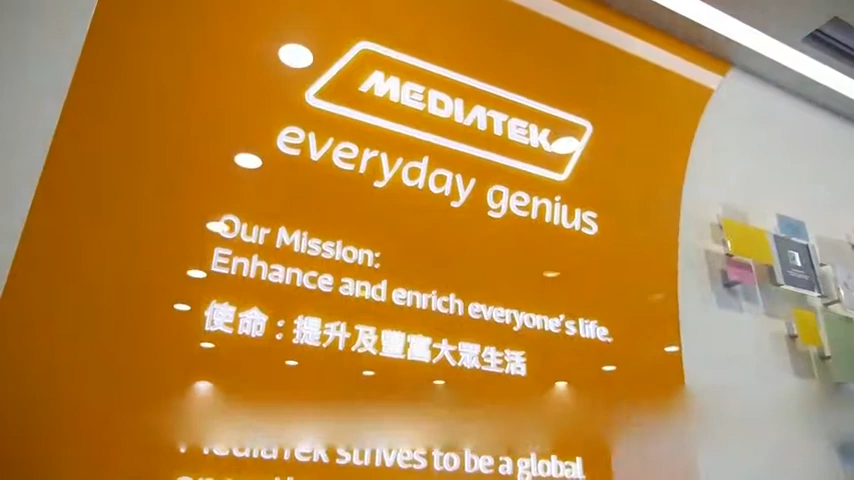 MEDIATEK
everyday genius
Our Mission:
Enhance and enrich everyone's life.
使命：提升及豐富大眾生活
MediaTek strives to be a global